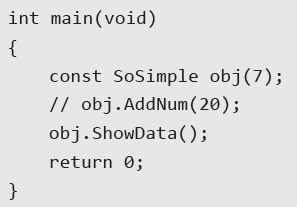 int main(void)
{
    const SoSimple obj(7);
    // obj.AddNum(20);
    obj.ShowData();
    return 0;
}